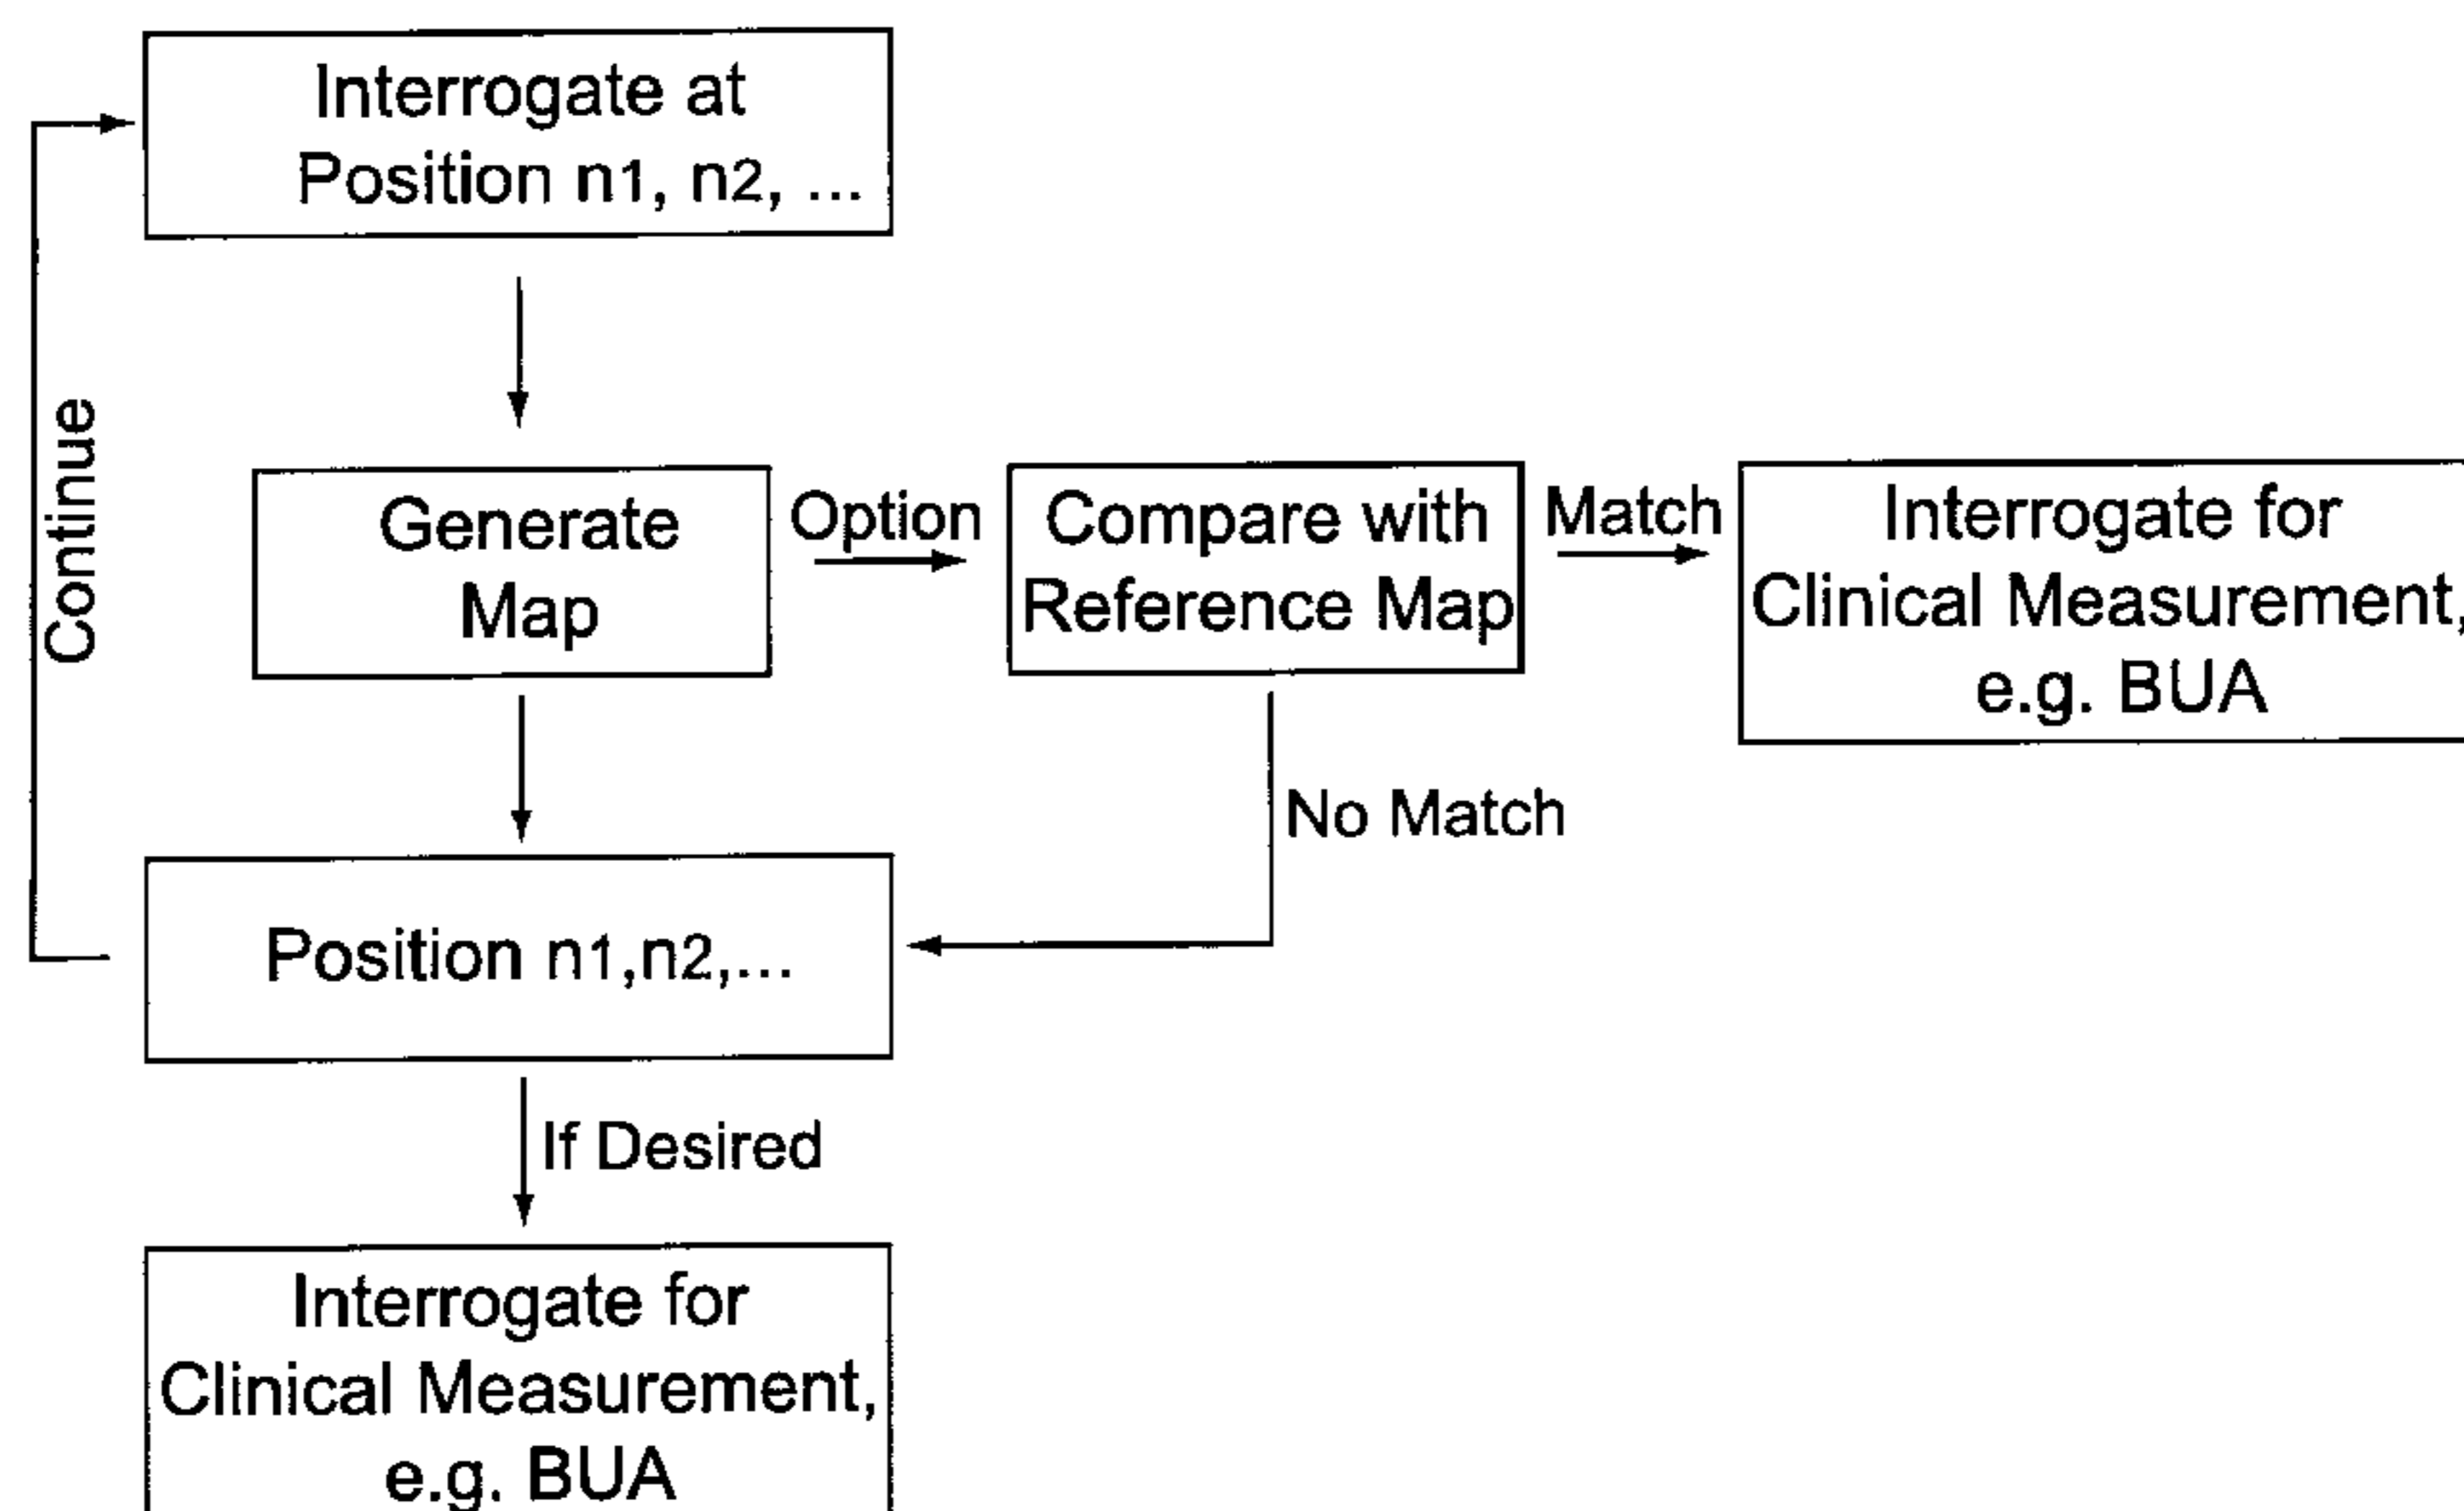 Interrogate at
Position n1, n2, ...
Continue
Generate
Map
Option
Compare with
Reference Map
Match
Interrogate for
Clinical Measurement,
e.g. BUA
No Match
Position n1,n2,...
If Desired
Interrogate for
Clinical Measurement,
e.g. BUA